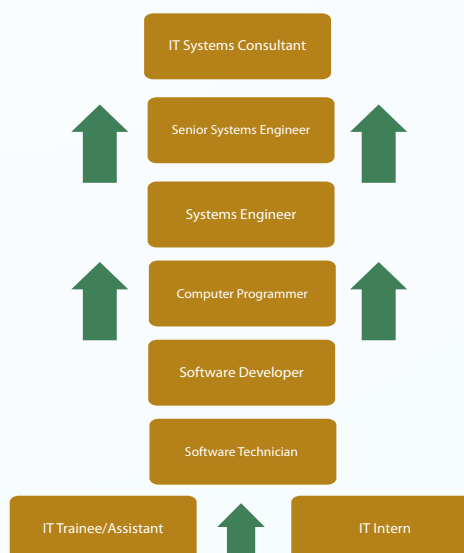 IT Systems Consultant
Senior Systems Engineer
Systems Engineer
Computer Programmer
Software Developer
Software Technician
IT Trainee/Assistant
IT Intern